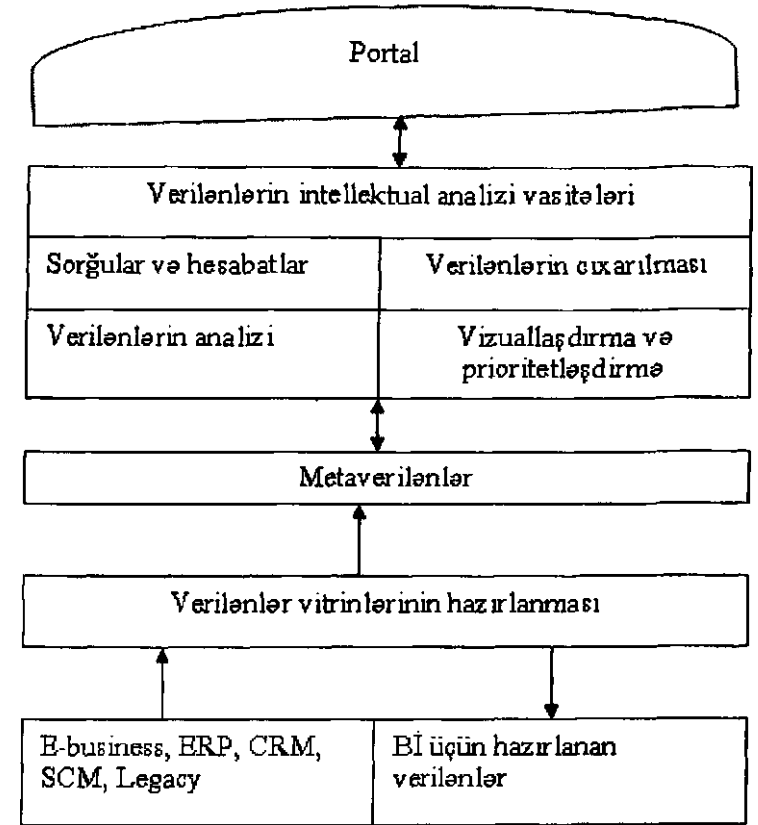 Portal
Verilənlərin intellektual analizi vasitələri
Sorğular və hesabatlar
Verilənlərin cıxarılması
Verilənlərin analizi
Vizuallaşdırma və
prioritetləşdirmə
Metaverilənlər
Verilənlər vitrinlərinin hazırlanması
E-business, ERP, CRM,
SCM, Legacy
Bİ üçün hazırlanan
verilənlər